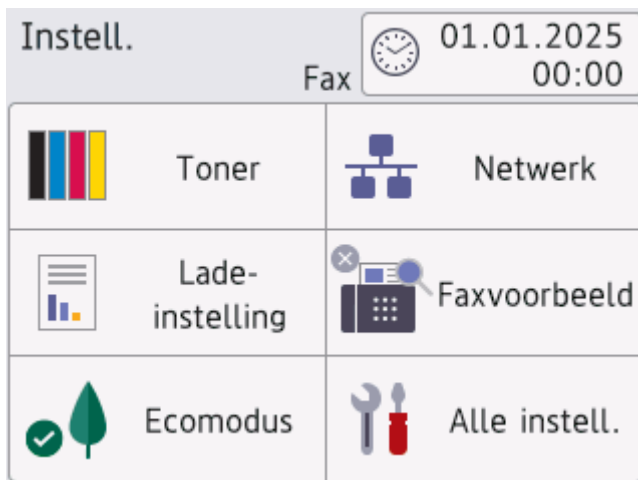 Instell.
Fax
01.01.2025
00:00
Toner
Netwerk
Lade-
instelling
Faxvoorbeeld
Ecomodus
Alle instell.